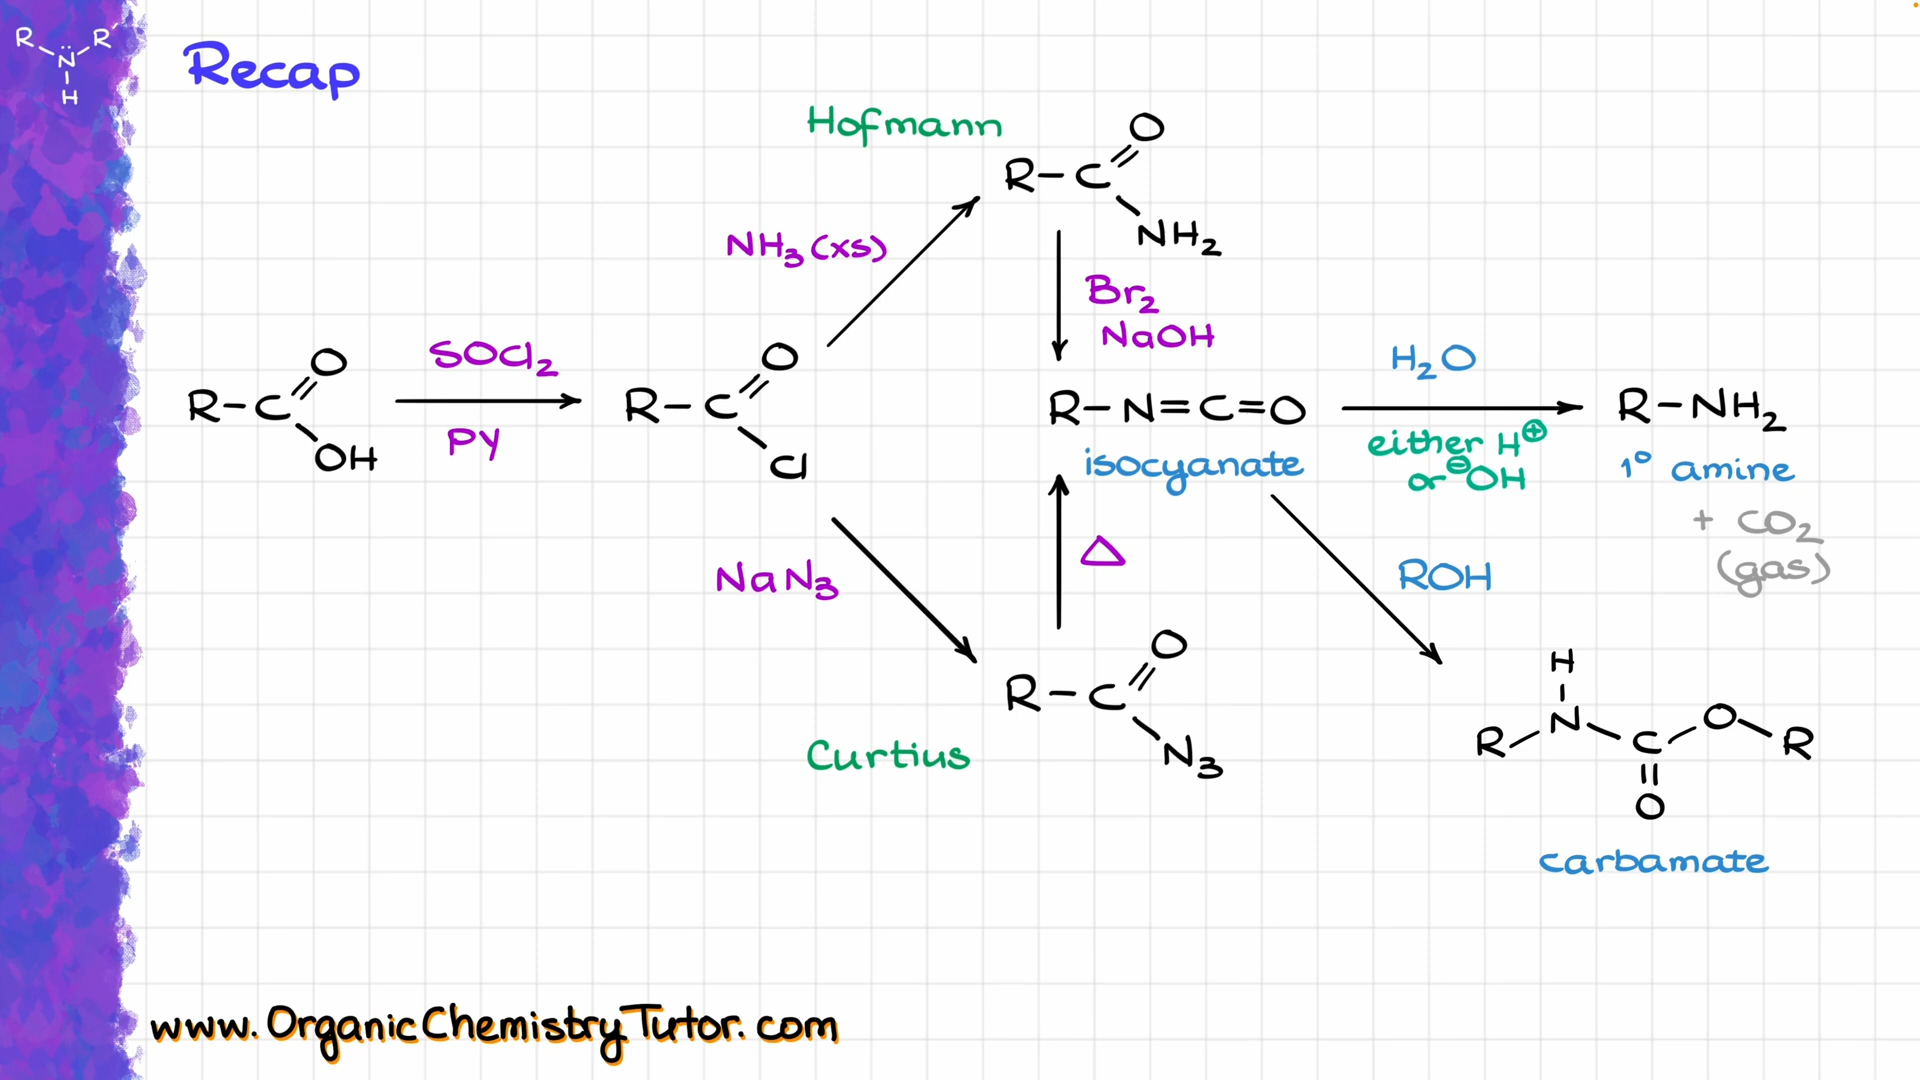 R N̈ R'
H
Recap
Hofmann
R-C=O
NH₂
NH₃ (xs)
Br₂
NaOH
R-C=O
OH
SOCl₂
PY
R-C=O
Cl
R-N=C=O
isocyanate
H₂O
either H⊕
or ⊖OH
R-NH₂
1° amine
+ CO₂
(gas)
NaN₃
Δ
ROH
Curtius
R-C=O
N₃
H
R-N-C-O-R
O
carbamate
www.OrganicChemistryTutor.com